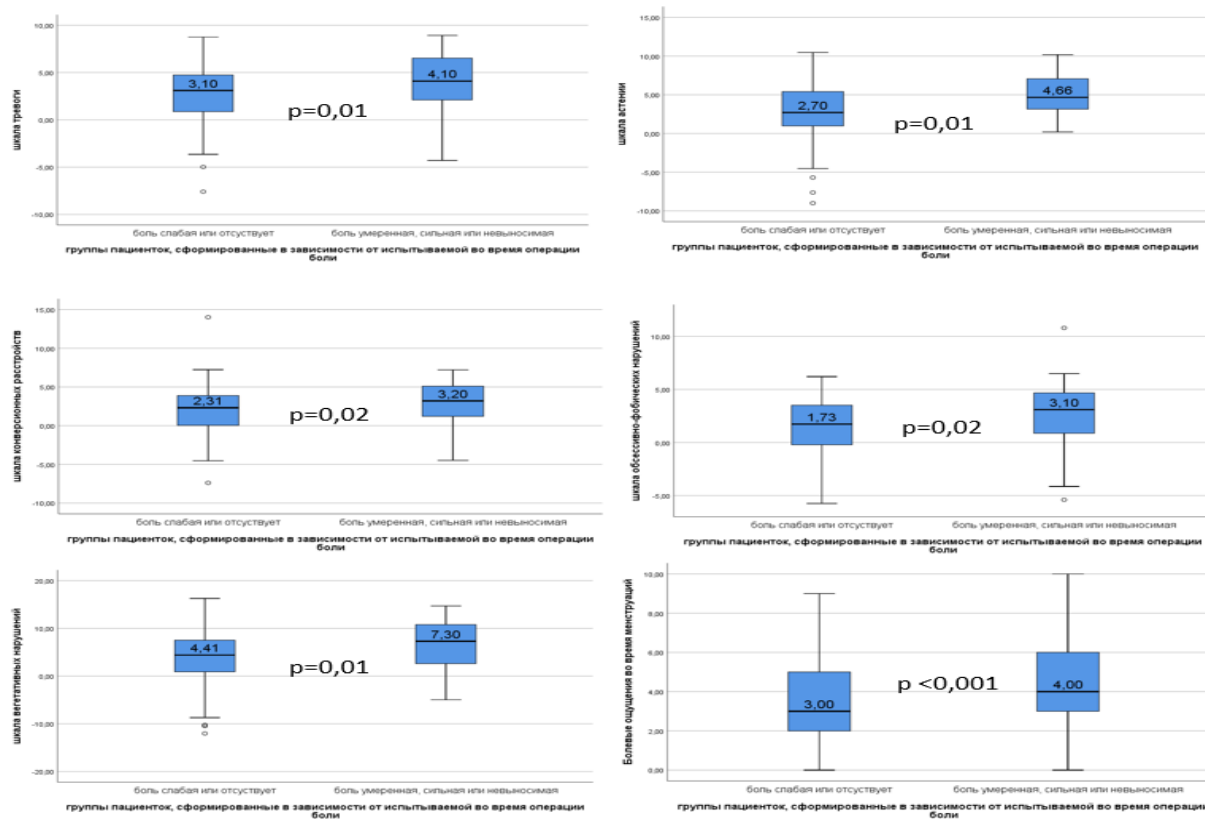 10,00
5,00
0,00
-5,00
-10,00
шкала тревоги
3,10
4,10
p=0,01
боль слабая или отсуствует
боль умеренная, сильная или невыносимая
группы пациенток, сформированные в зависимости от испытываемой во время операции
боли
15,00
10,00
5,00
0,00
-5,00
-10,00
шкала астении
2,70
4,66
p=0,01
боль слабая или отсуствует
боль умеренная, сильная или невыносимая
группы пациенток, сформированные в зависимости от испытываемой во время операции
боли
15,00
10,00
5,00
0,00
-5,00
-10,00
шкала конверсионных расстройств
2,31
3,20
p=0,02
боль слабая или отсуствует
боль умеренная, сильная или невыносимая
группы пациенток, сформированные в зависимости от испытываемой во время операции
боли
10,00
5,00
0,00
-5,00
шкала обсессивно-фобических нарушений
1,73
3,10
p=0,02
боль слабая или отсуствует
боль умеренная, сильная или невыносимая
группы пациенток, сформированные в зависимости от испытываемой во время операции
боли
20,00
10,00
0,00
-10,00
-20,00
шкала вегетативных нарушений
4,41
7,30
p=0,01
боль слабая или отсуствует
боль умеренная, сильная или невыносимая
группы пациенток, сформированные в зависимости от испытываемой во время операции
боли
10,00
8,00
6,00
4,00
2,00
0,00
Болевые ощущения во время менструаций
3,00
4,00
p <0,001
боль слабая или отсуствует
боль умеренная, сильная или невыносимая
группы пациенток, сформированные в зависимости от испытываемой во время операции
боли